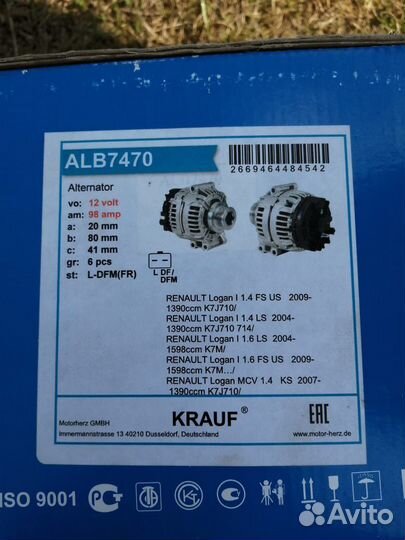 ALB7470
2669464484542
Alternator
vo: 12 volt
am: 98 amp
a: 20 mm
b: 80 mm
c: 41 mm
gr: 6 pcs
st: L-DFM(FR)
L DF/
DFM
RENAULT Logan I 1.4 FS US 2009-
1390ccm K7J710/
RENAULT Logan I 1.4 LS 2004-
1390ccm K7J710 714/
RENAULT Logan I 1.6 LS 2004-
1598ccm K7M/
RENAULT Logan I 1.6 FS US 2009-
1598ccm K7M.../
RENAULT Logan MCV 1.4 KS 2007-
1390ccm K7J710/
Motorherz GMBH
Immermannstrasse 13 40210 Dusseldorf, Deutschland
KRAUF®
EAC
www.motor-herz.de
ISO 9001
Avito